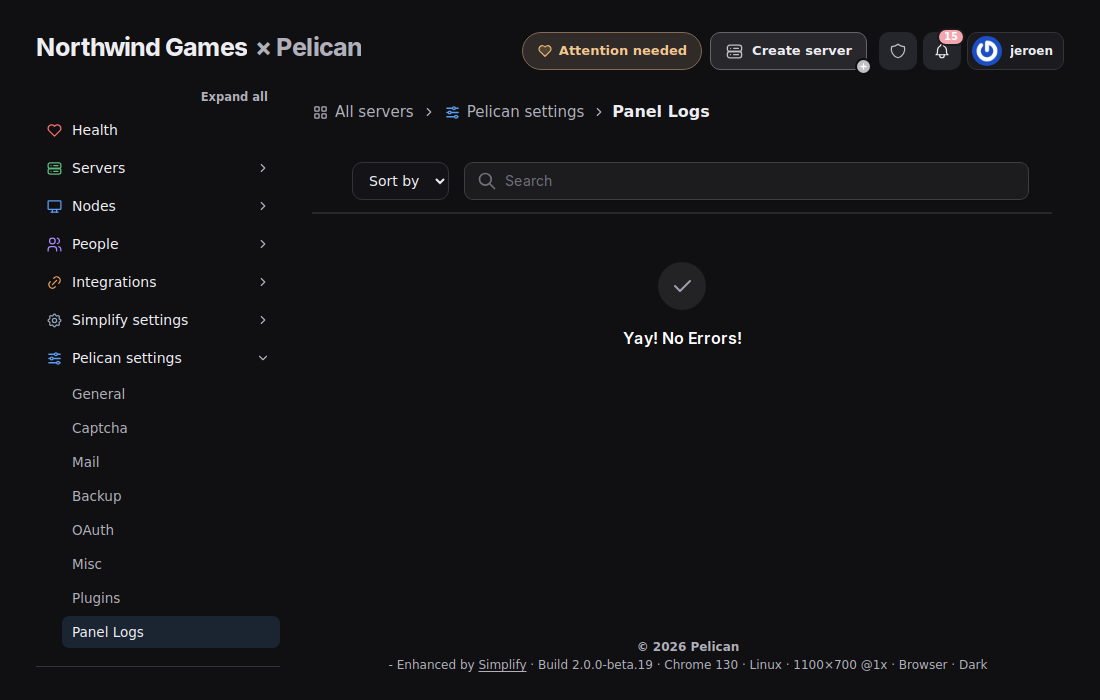 Northwind Games × Pelican
Attention needed
Create server
15
jeroen
Expand all
Health
Servers
Nodes
People
Integrations
Simplify settings
Pelican settings
General
Captcha
Mail
Backup
OAuth
Misc
Plugins
Panel Logs
All servers > Pelican settings > Panel Logs
Sort by
Search
Yay! No Errors!
© 2026 Pelican
- Enhanced by Simplify · Build 2.0.0-beta.19 · Chrome 130 · Linux · 1100×700 @1x · Browser · Dark